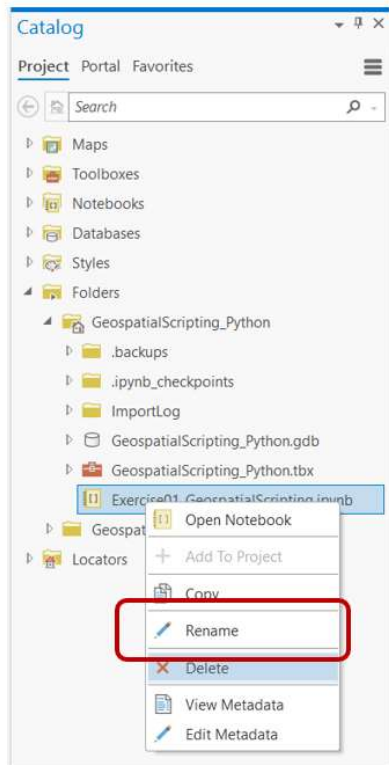 Catalog
Project Portal Favorites
Search
Maps
Toolboxes
Notebooks
Databases
Styles
Folders
GeospatialScripting_Python
.backups
.ipynb_checkpoints
ImportLog
GeospatialScripting_Python.gdb
GeospatialScripting_Python.tbx
Exercise01_GeospatialScripting.ipynb
Open Notebook
Geospat
Add To Project
Locators
Copy
Rename
Delete
View Metadata
Edit Metadata